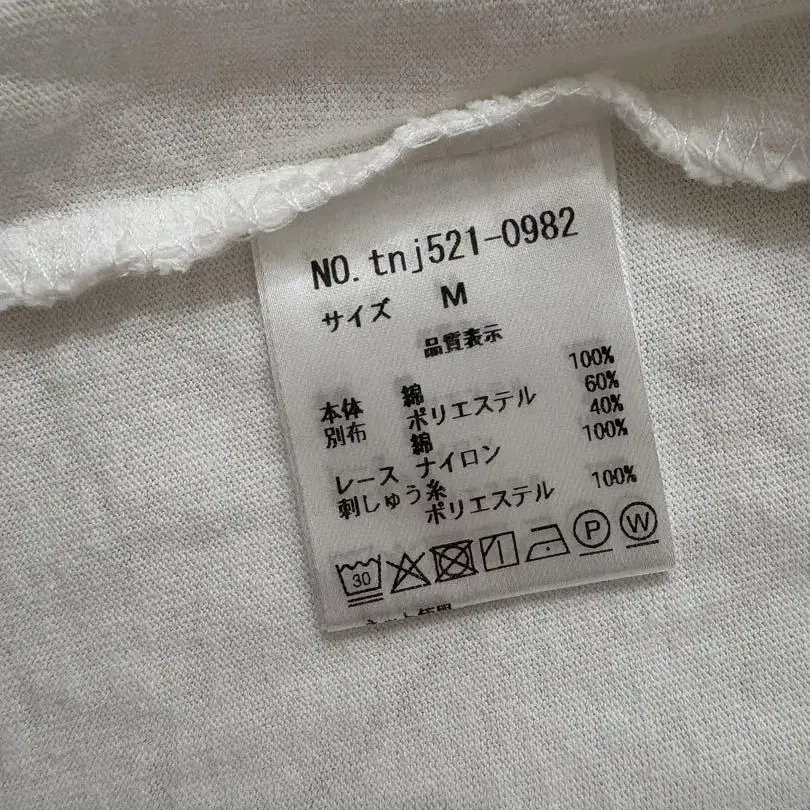 NO.tnj521-0982
サイズ M
品質表示
本体 綿 100%
別布 ポリエステル 60%
綿 40%
レース ナイロン 100%
刺しゅう糸
ポリエステル 100%
30 P W